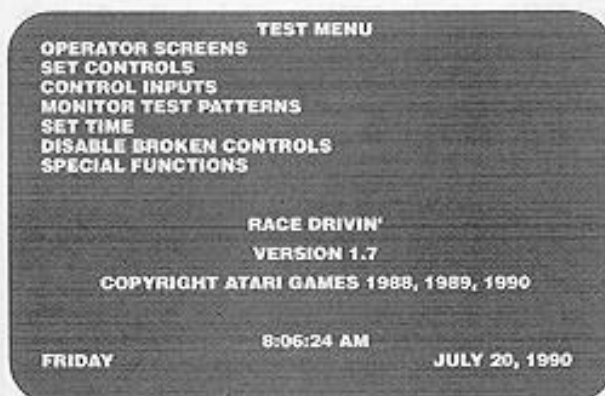 TEST MENU
OPERATOR SCREENS
SET CONTROLS
CONTROL INPUTS
MONITOR TEST PATTERNS
SET TIME
DISABLE BROKEN CONTROLS
SPECIAL FUNCTIONS
RACE DRIVIN'
VERSION 1.7
COPYRIGHT ATARI GAMES 1988, 1989, 1990
8:06:24 AM
FRIDAY JULY 20, 1990